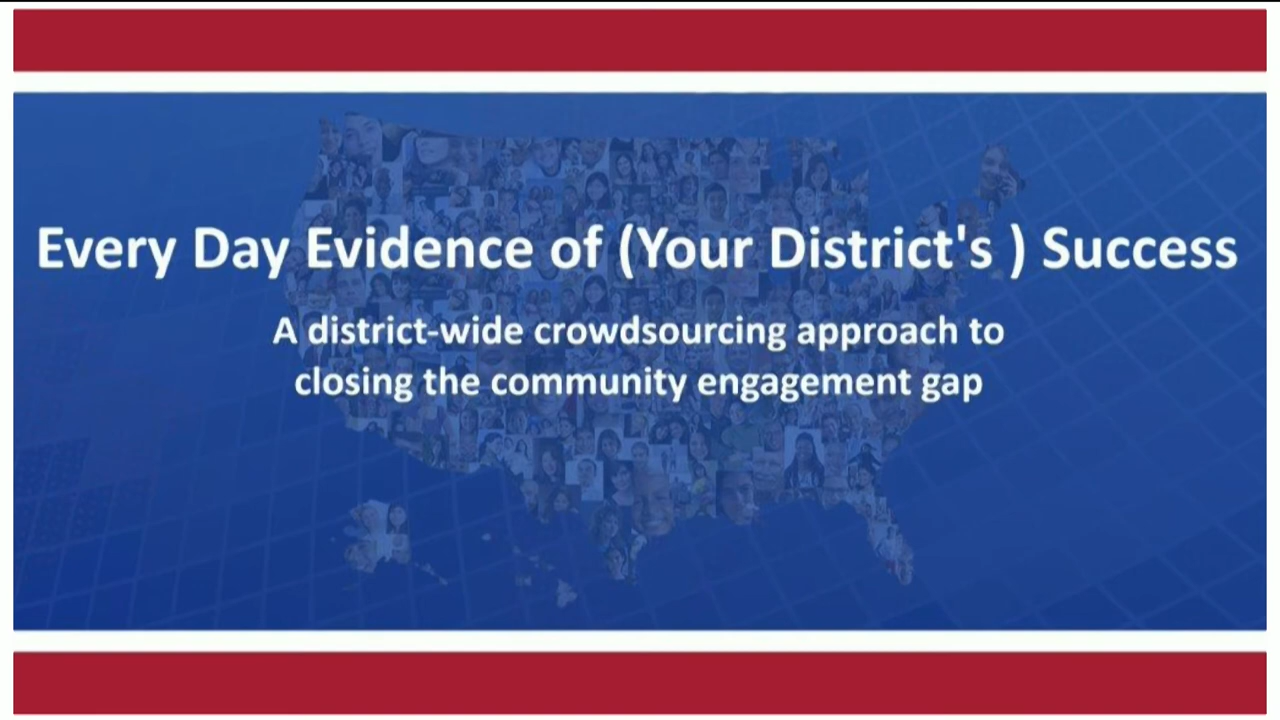 Every Day Evidence of (Your District's ) Success
A district-wide crowdsourcing approach to
closing the community engagement gap